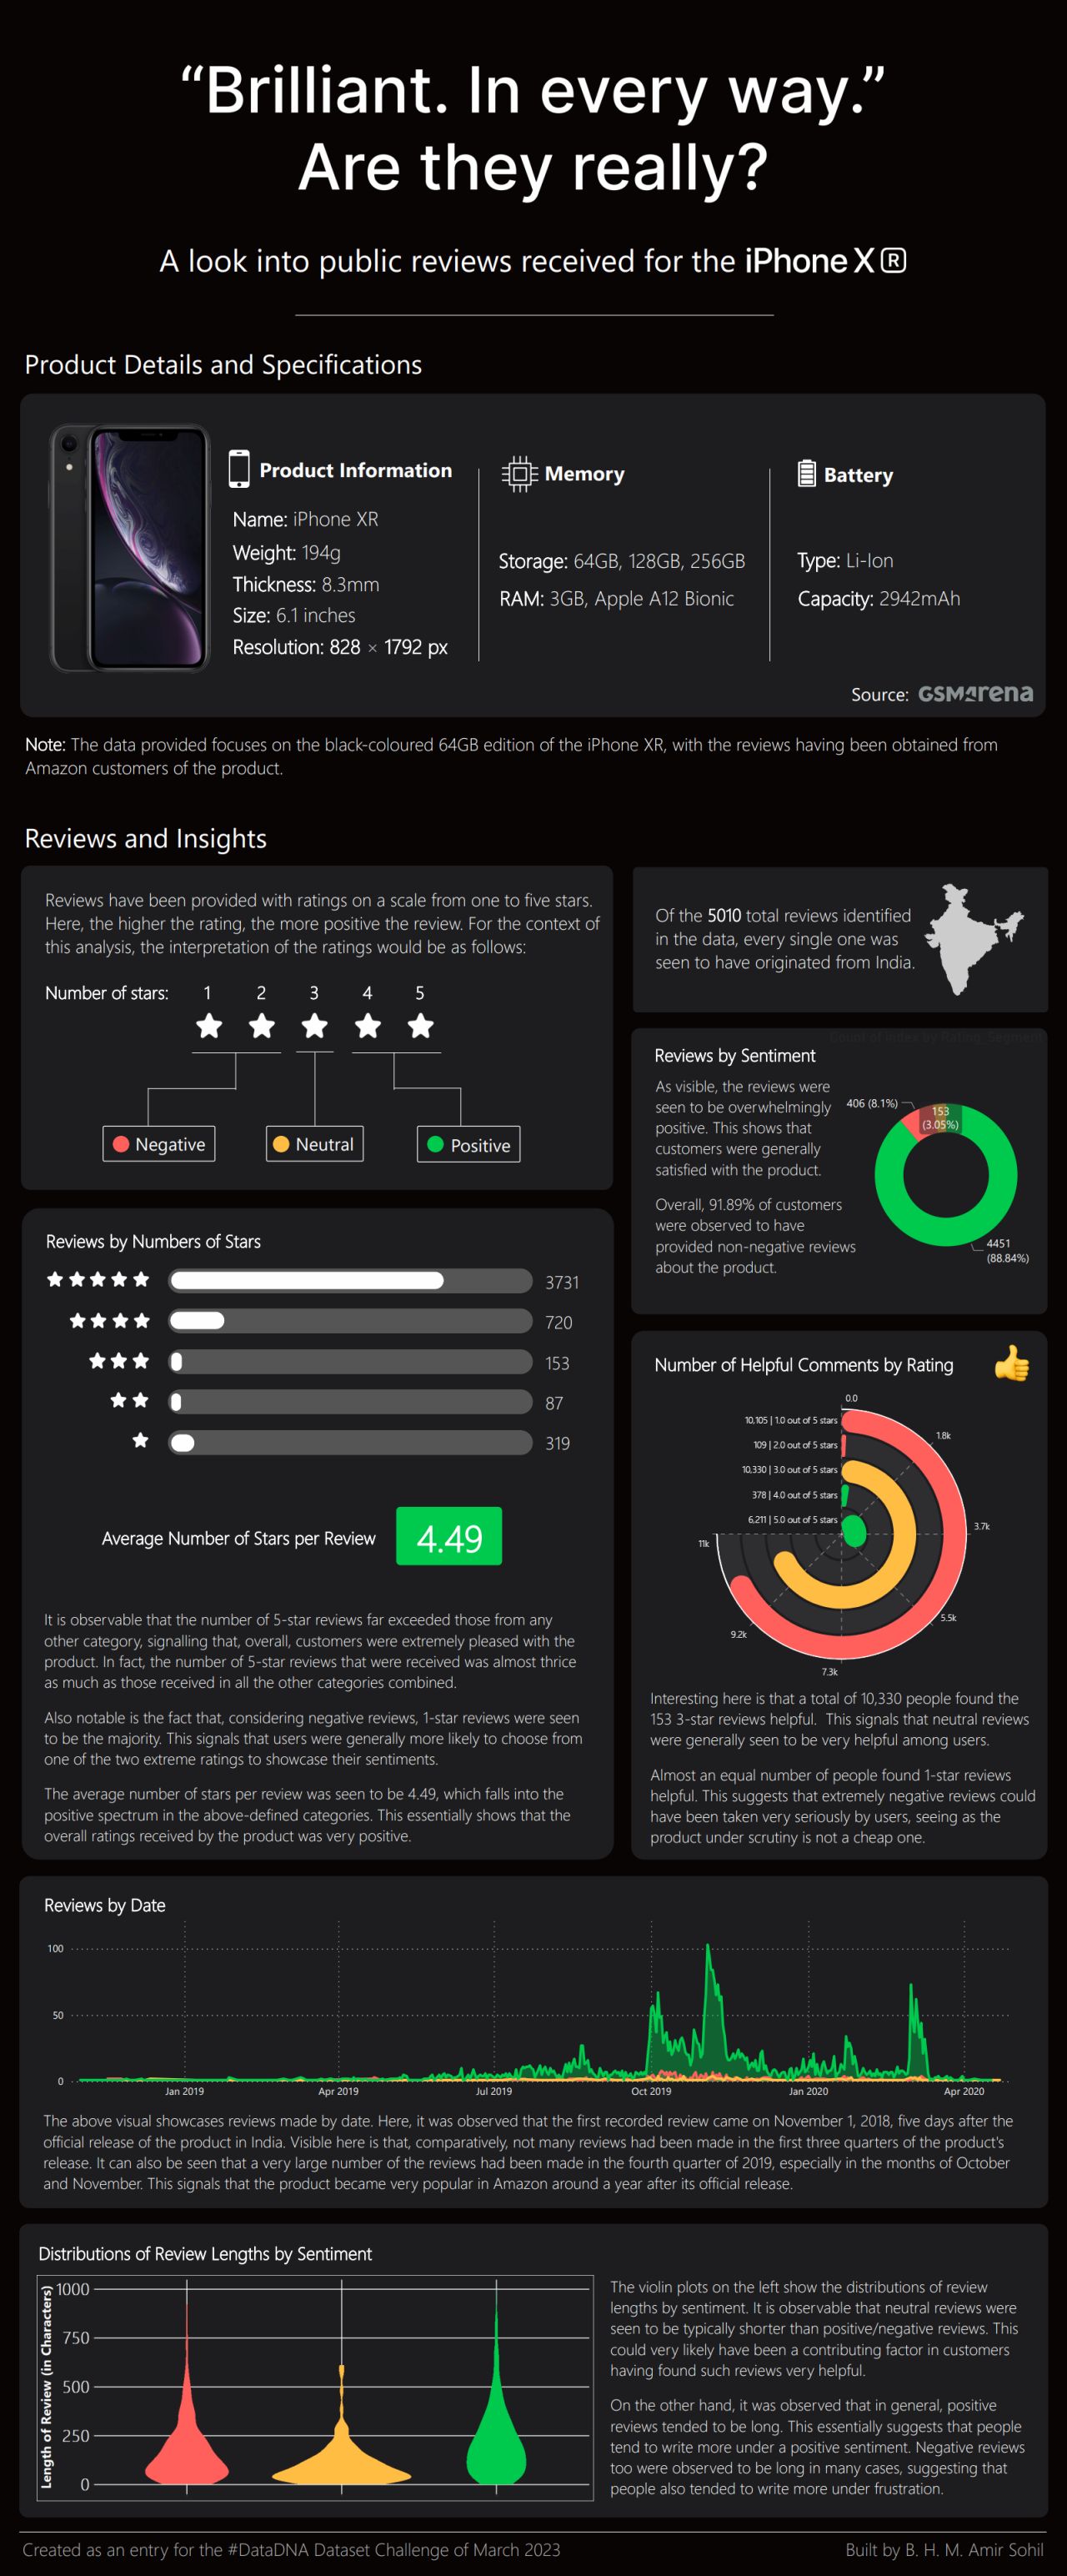 “Brilliant. In every way.”
Are they really?
A look into public reviews received for the iPhone X🅁
Product Details and Specifications
Product Information
Name: iPhone XR
Weight: 194g
Thickness: 8.3mm
Size: 6.1 inches
Resolution: 828 × 1792 px
Memory
Storage: 64GB, 128GB, 256GB
RAM: 3GB, Apple A12 Bionic
Battery
Type: Li-Ion
Capacity: 2942mAh
Source: GSMarena
Note: The data provided focuses on the black-coloured 64GB edition of the iPhone XR, with the reviews having been obtained from
Amazon customers of the product.
Reviews and Insights
Reviews have been provided with ratings on a scale from one to five stars.
Here, the higher the rating, the more positive the review. For the context of
this analysis, the interpretation of the ratings would be as follows:
Number of stars: 1 2 3 4 5
Negative
Neutral
Positive
Of the 5010 total reviews identified
in the data, every single one was
seen to have originated from India.
Count of index by Rating_Segment
Reviews by Sentiment
As visible, the reviews were
seen to be overwhelmingly
positive. This shows that
customers were generally
satisfied with the product.
Overall, 91.89% of customers
were observed to have
provided non-negative reviews
about the product.
406 (8.1%)
153
(3.05%)
4451
(88.84%)
Reviews by Numbers of Stars
3731
720
153
87
319
Average Number of Stars per Review 4.49
It is observable that the number of 5-star reviews far exceeded those from any
other category, signalling that, overall, customers were extremely pleased with the
product. In fact, the number of 5-star reviews that were received was almost thrice
as much as those received in all the other categories combined.
Also notable is the fact that, considering negative reviews, 1-star reviews were seen
to be the majority. This signals that users were generally more likely to choose from
one of the two extreme ratings to showcase their sentiments.
The average number of stars per review was seen to be 4.49, which falls into the
positive spectrum in the above-defined categories. This essentially shows that the
overall ratings received by the product was very positive.
Number of Helpful Comments by Rating
0.0
10,105 | 1.0 out of 5 stars
109 | 2.0 out of 5 stars
10,330 | 3.0 out of 5 stars
378 | 4.0 out of 5 stars
6,211 | 5.0 out of 5 stars
1.8k
3.7k
5.5k
7.3k
9.2k
11k
Interesting here is that a total of 10,330 people found the
153 3-star reviews helpful. This signals that neutral reviews
were generally seen to be very helpful among users.
Almost an equal number of people found 1-star reviews
helpful. This suggests that extremely negative reviews could
have been taken very seriously by users, seeing as the
product under scrutiny is not a cheap one.
Reviews by Date
100
50
0
Jan 2019 Apr 2019 Jul 2019 Oct 2019 Jan 2020 Apr 2020
The above visual showcases reviews made by date. Here, it was observed that the first recorded review came on November 1, 2018, five days after the
official release of the product in India. Visible here is that, comparatively, not many reviews had been made in the first three quarters of the product's
release. It can also be seen that a very large number of the reviews had been made in the fourth quarter of 2019, especially in the months of October
and November. This signals that the product became very popular in Amazon around a year after its official release.
Distributions of Review Lengths by Sentiment
Length of Review (in Characters)
1000
750
500
250
0
The violin plots on the left show the distributions of review
lengths by sentiment. It is observable that neutral reviews were
seen to be typically shorter than positive/negative reviews. This
could very likely have been a contributing factor in customers
having found such reviews very helpful.
On the other hand, it was observed that in general, positive
reviews tended to be long. This essentially suggests that people
tend to write more under a positive sentiment. Negative reviews
too were observed to be long in many cases, suggesting that
people also tended to write more under frustration.
Created as an entry for the #DataDNA Dataset Challenge of March 2023
Built by B. H. M. Amir Sohil